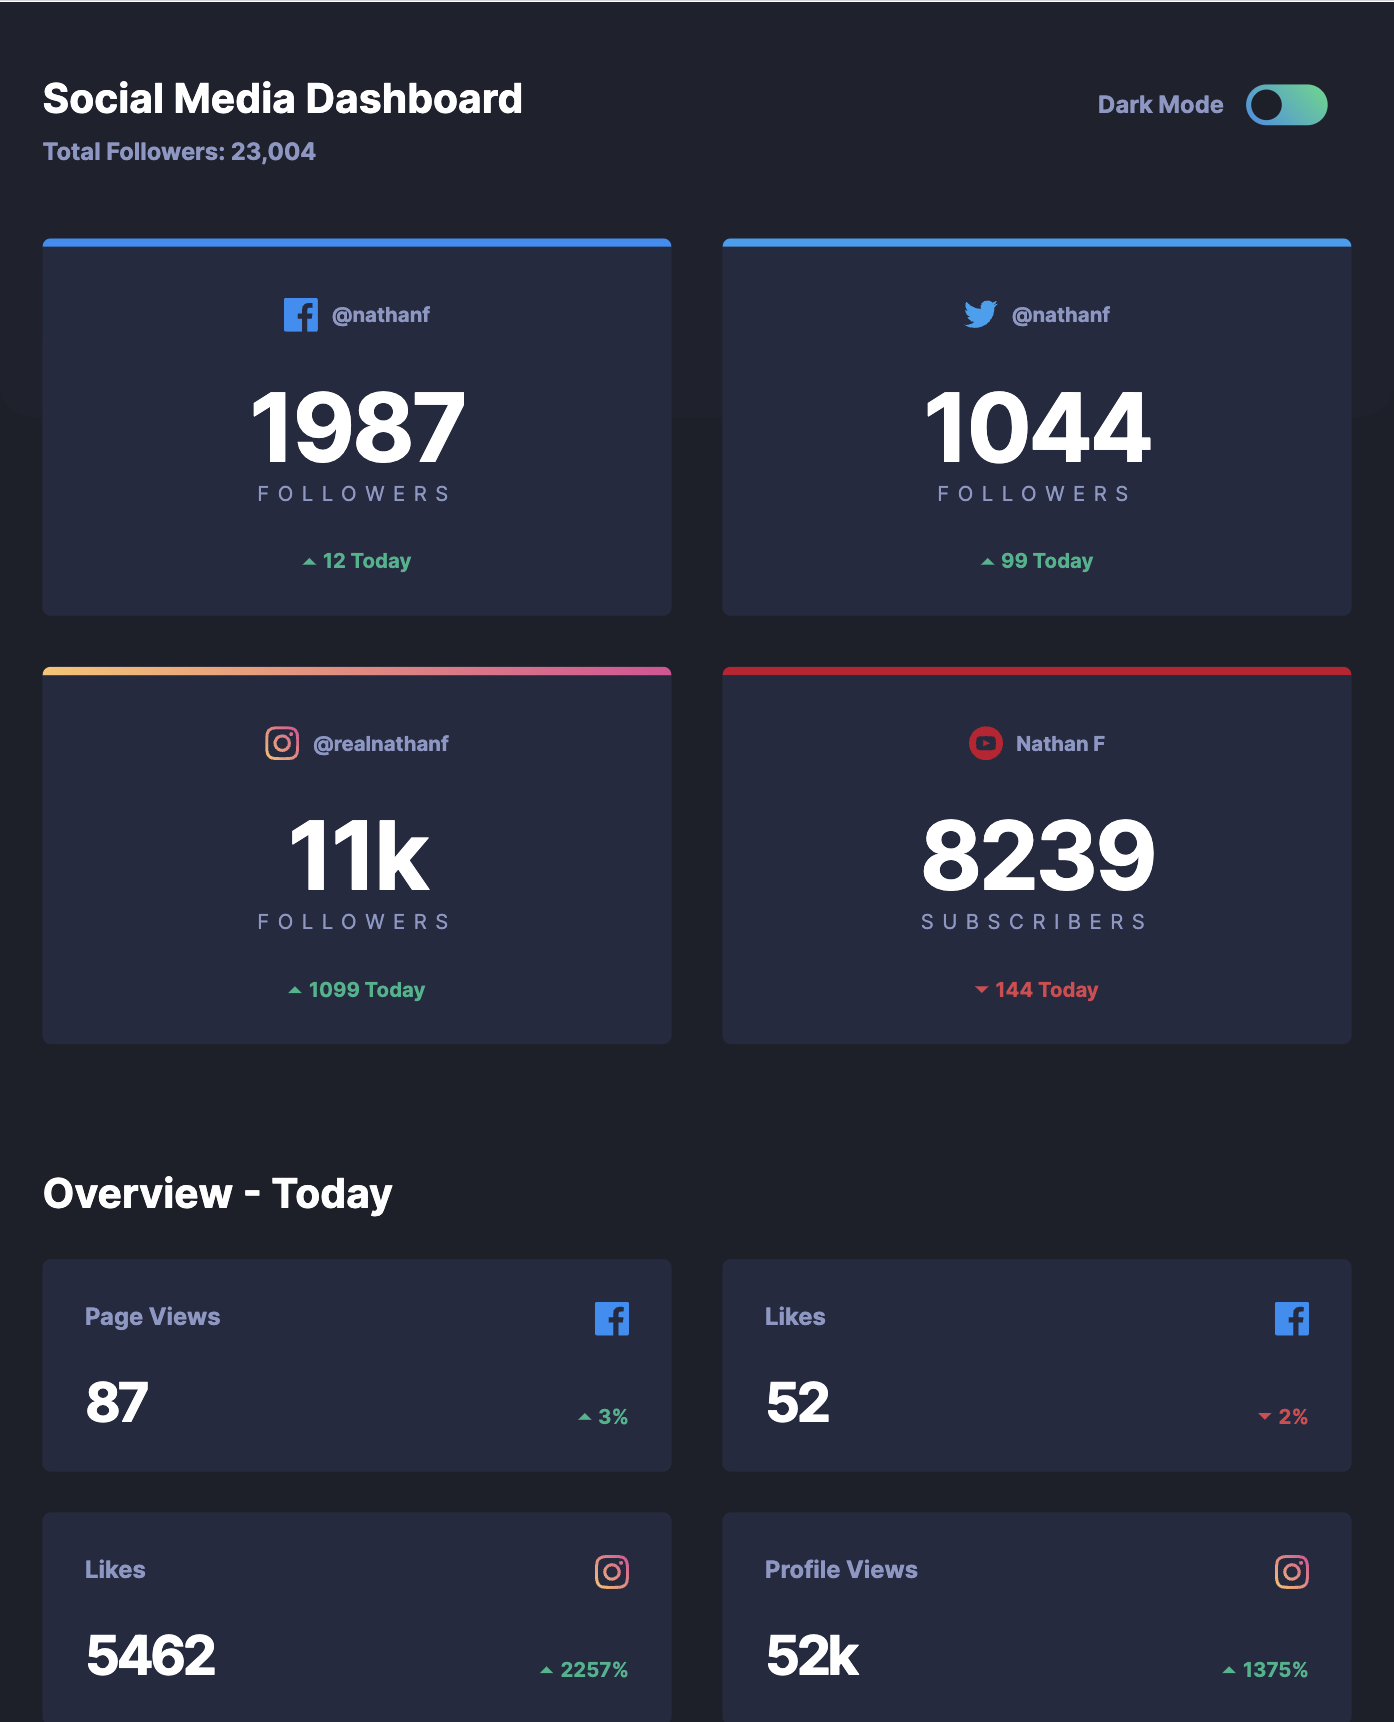 Social Media Dashboard
Total Followers: 23,004
Dark Mode
@nathanf
1987
FOLLOWERS
12 Today
@nathanf
1044
FOLLOWERS
99 Today
@realnathanf
11k
FOLLOWERS
1099 Today
Nathan F
8239
SUBSCRIBERS
144 Today
Overview - Today
Page Views
87
3%
Likes
52
2%
Likes
5462
2257%
Profile Views
52k
1375%